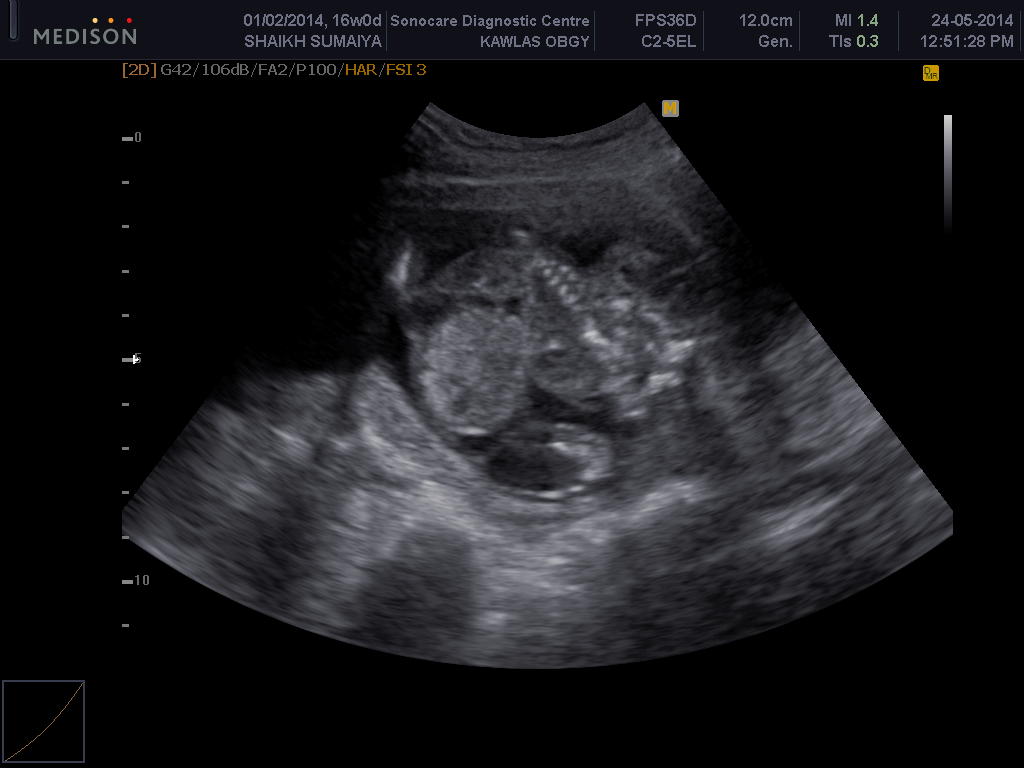 MEDISON
01/02/2014, 16w0d Sonocare Diagnostic Centre FPS36D 12.0cm MI 1.4 24-05-2014
SHAIKH SUMAIYA KAWLAS OBGY C2-5EL Gen. TIs 0.3 12:51:28 PM
[2D] G42/106dB/FA2/P100/HAR/FSI 3
M
0
5
10